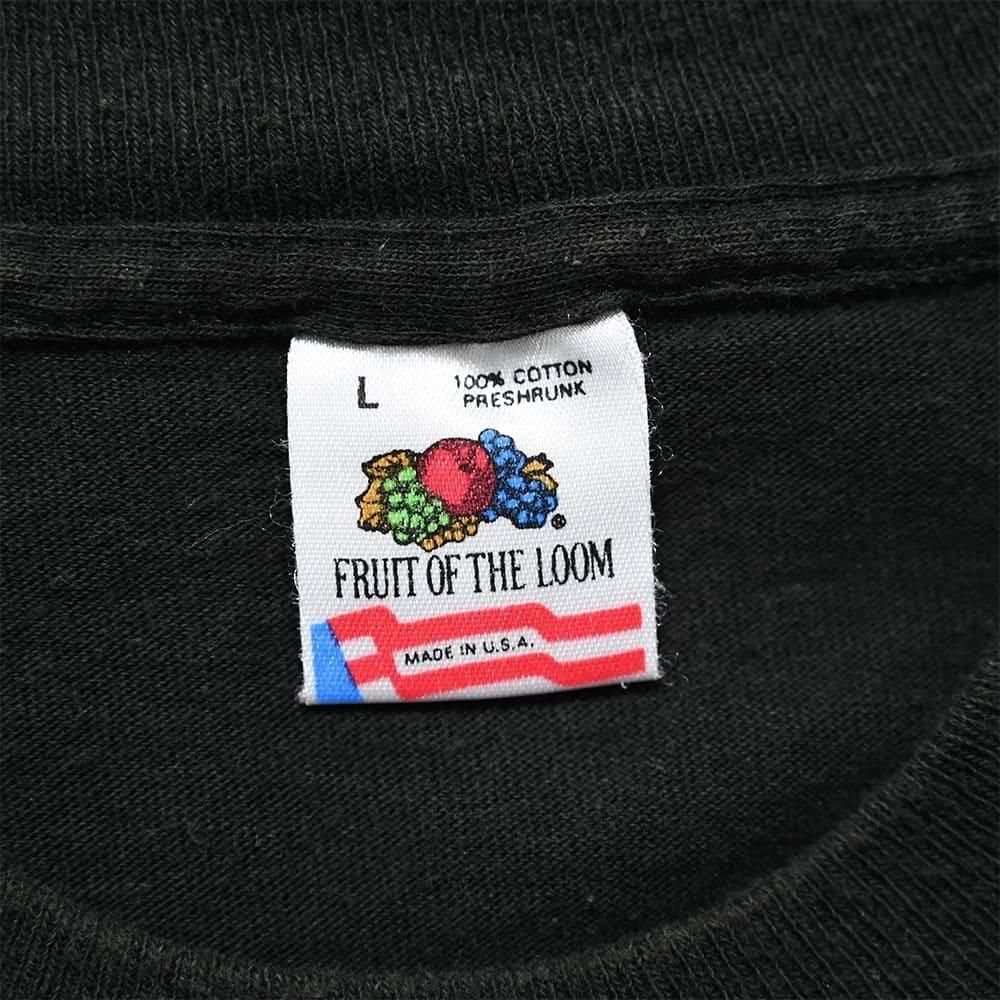 L
100% COTTON
PRESHRUNK
®
FRUIT OF THE LOOM
MADE IN U.S.A.